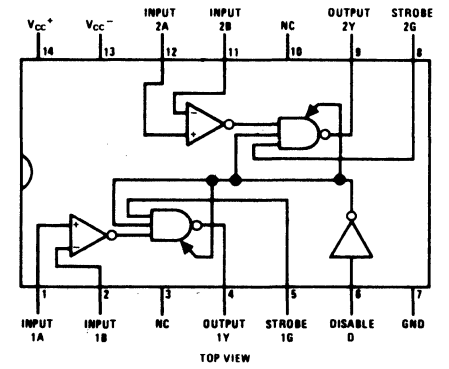 INPUT INPUT OUTPUT STROBE
VCC+ VCC− 2A 2B NC 2Y 2G
14 13 12 11 10 9 8
−
+
+
−
1 2 3 4 5 6 7
INPUT INPUT NC OUTPUT STROBE DISABLE GND
1A 1B 1Y 1G D
TOP VIEW